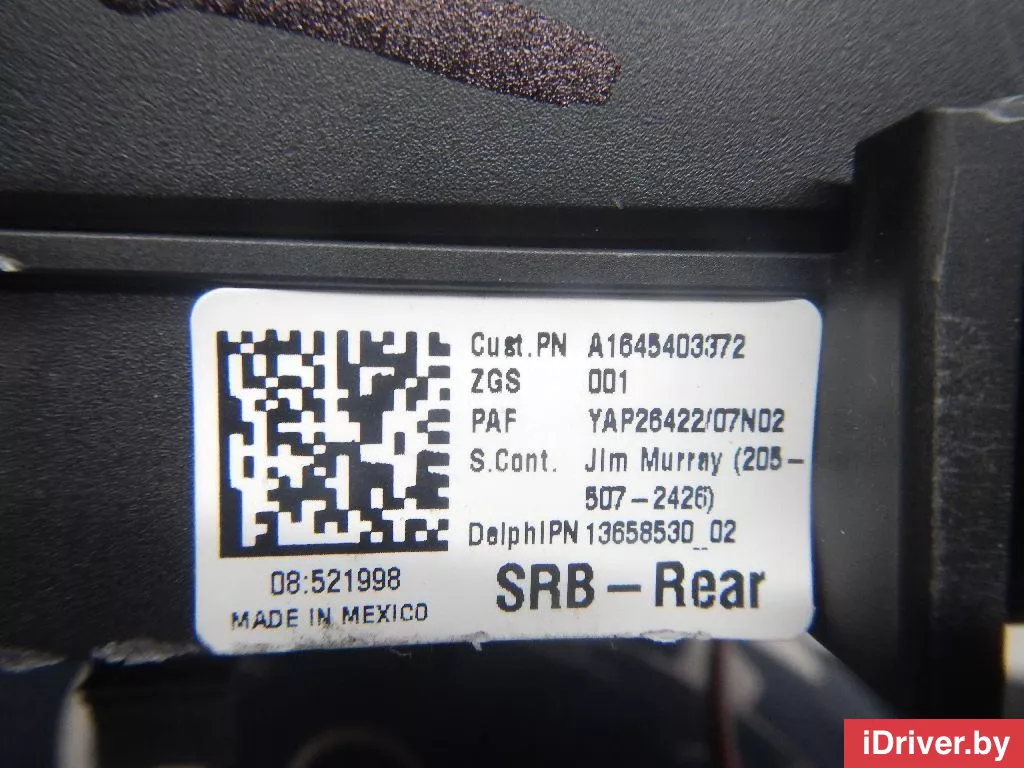 Cust.PN A1645403372
ZGS 001
PAF YAP26422/07N02
S.Cont. Jim Murray (205-
507-2426)
DelphiPN 13658530_02
08:521998
MADE IN MEXICO
SRB-Rear
iDriver.by